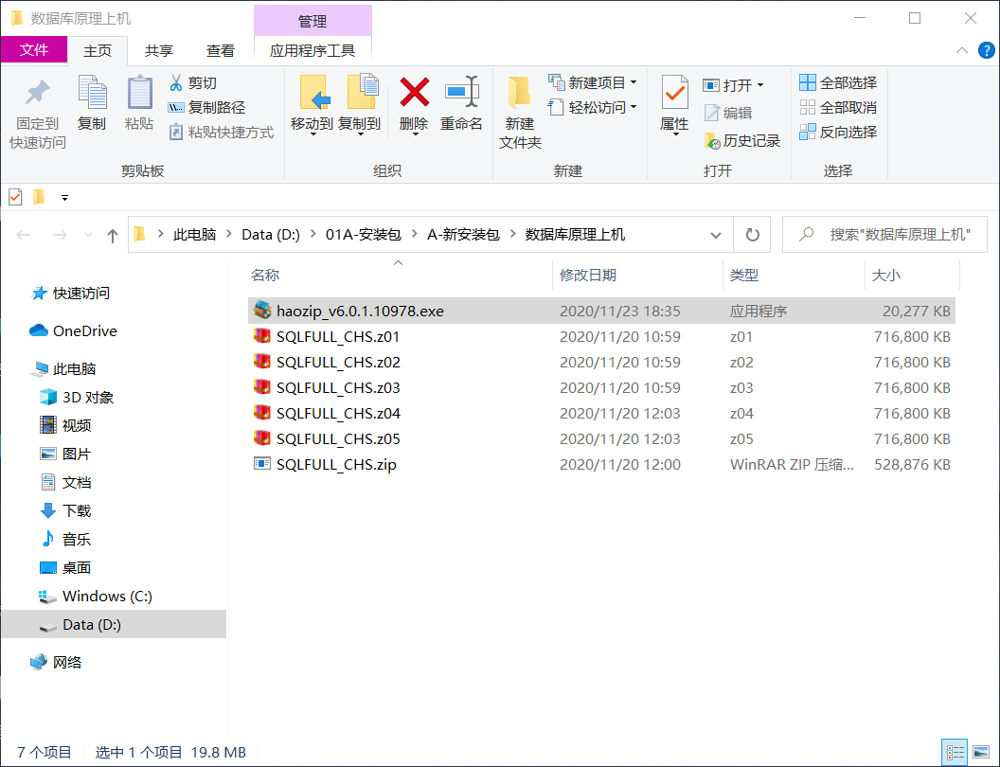 数据库原理上机
管理
文件 主页 共享 查看 应用程序工具
固定到快速访问
复制
粘贴
剪切
复制路径
粘贴快捷方式
移动到 复制到 删除 重命名
新建文件夹
新建项目
轻松访问
属性
打开
编辑
历史记录
全部选择
全部取消
反向选择
剪贴板 组织 新建 打开 选择
此电脑 > Data (D:) > 01A-安装包 > A-新安装包 > 数据库原理上机
搜索"数据库原理上机"
名称 修改日期 类型 大小
haozip_v6.0.1.10978.exe 2020/11/23 18:35 应用程序 20,277 KB
SQLFULL_CHS.z01 2020/11/20 10:59 z01 716,800 KB
SQLFULL_CHS.z02 2020/11/20 10:59 z02 716,800 KB
SQLFULL_CHS.z03 2020/11/20 10:59 z03 716,800 KB
SQLFULL_CHS.z04 2020/11/20 12:03 z04 716,800 KB
SQLFULL_CHS.z05 2020/11/20 12:03 z05 716,800 KB
SQLFULL_CHS.zip 2020/11/20 12:00 WinRAR ZIP 压缩... 528,876 KB
快速访问
OneDrive
此电脑
3D 对象
视频
图片
文档
下载
音乐
桌面
Windows (C:)
Data (D:)
网络
7 个项目 选中 1 个项目 19.8 MB